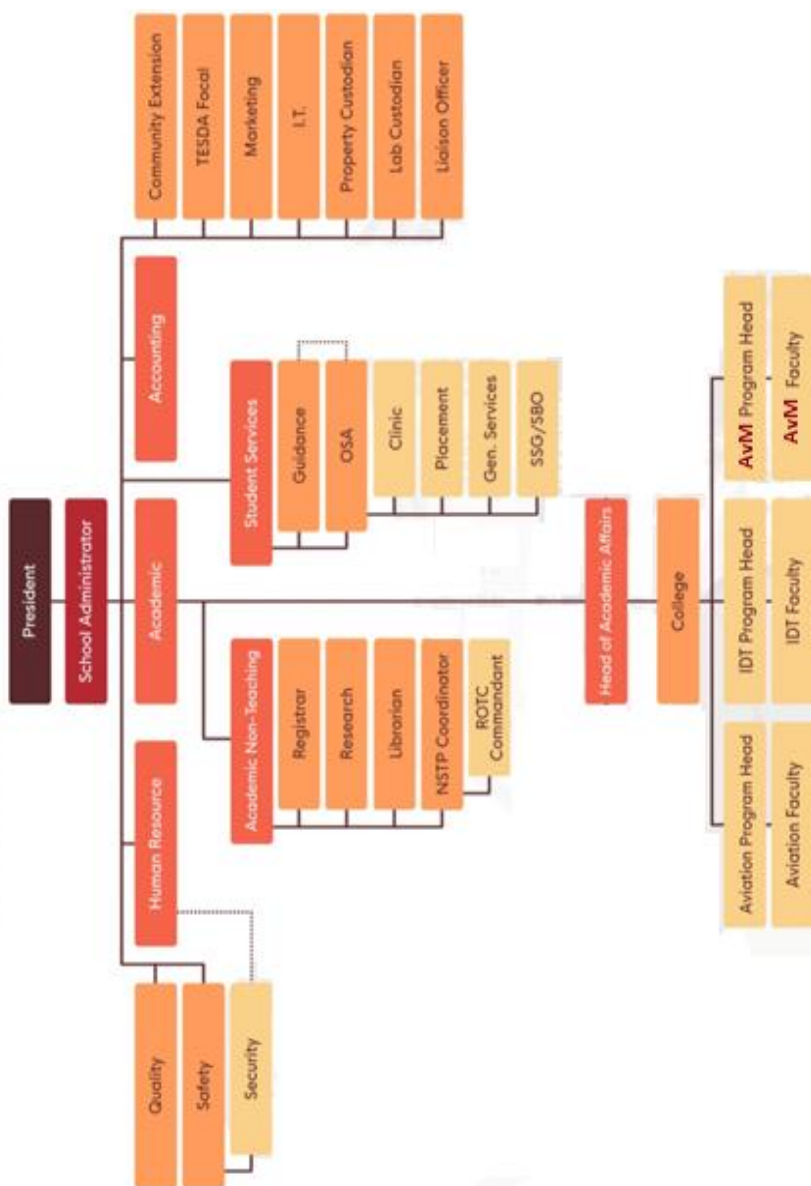 President
School Administrator
Quality
Safety
Security
Human Resource
Academic
Accounting
Community Extension
TESDA Focal
Marketing
I.T.
Property Custodian
Lab Custodian
Liaison Officer
Academic Non-Teaching
Registrar
Research
Librarian
NSTP Coordinator
ROTC
Commandant
Student Services
Guidance
OSA
Clinic
Placement
Gen. Services
SSG/SBO
Head of Academic Affairs
College
Aviation Program Head
IDT Program Head
AvM Program Head
Aviation Faculty
IDT Faculty
AvM Faculty